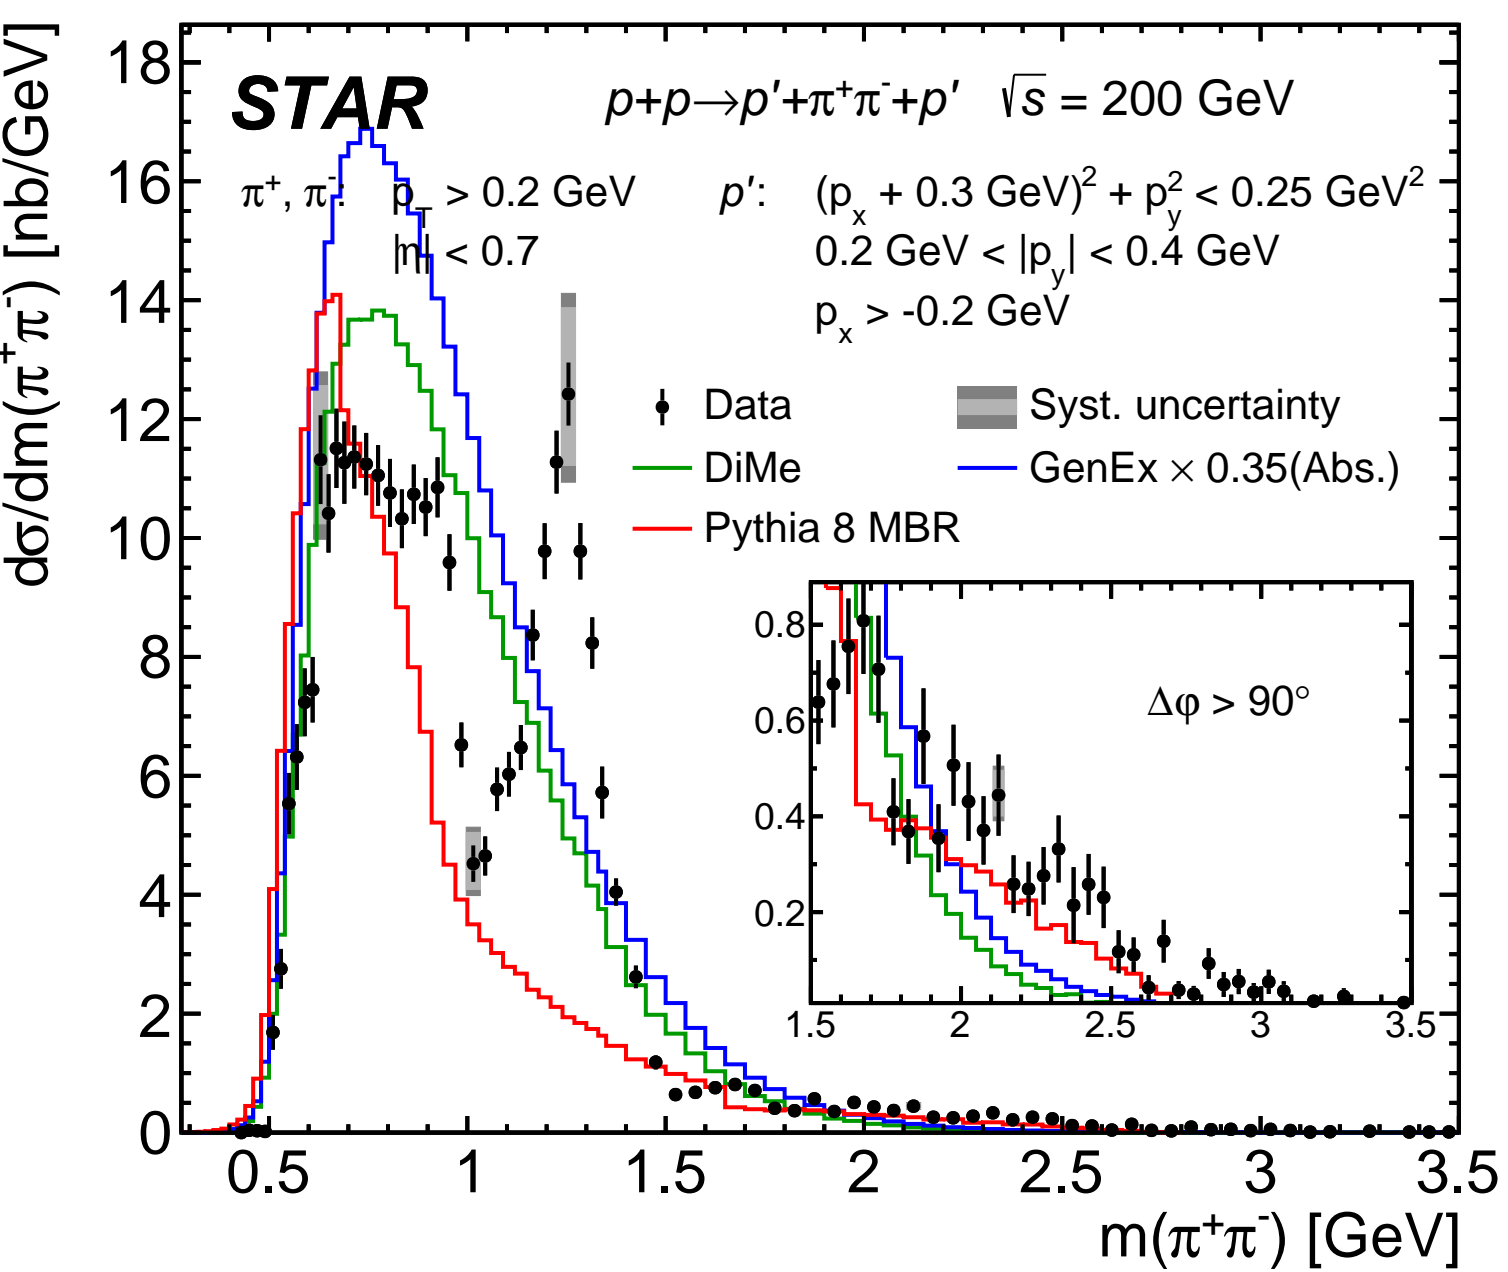 dσ/dm(π⁺π⁻) [nb/GeV]
18
16
14
12
10
8
6
4
2
0
STAR
p+p→p′+π⁺π⁻+p′ √s = 200 GeV
π⁺, π⁻: p_T > 0.2 GeV p′: (p_x + 0.3 GeV)² + p_y² < 0.25 GeV²
|η| < 0.7 0.2 GeV < |p_y| < 0.4 GeV
p_x > -0.2 GeV
Data Syst. uncertainty
DiMe GenEx × 0.35(Abs.)
Pythia 8 MBR
0.8
0.6
0.4
0.2
Δφ > 90°
1.5 2 2.5 3 3.5
0.5 1 1.5 2 2.5 3 3.5
m(π⁺π⁻) [GeV]